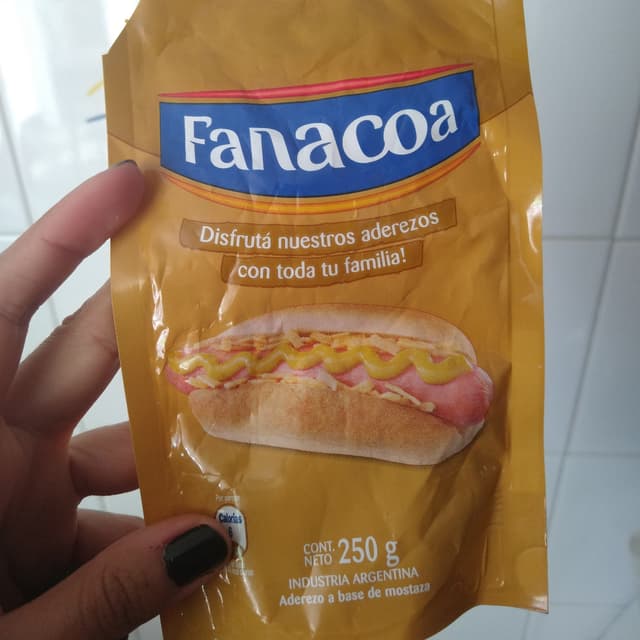 Fanacoa
Disfrutá nuestros aderezos
con toda tu familia!
Calorías
CONT.
NETO 250 g
INDUSTRIA ARGENTINA
Aderezo a base de mostaza